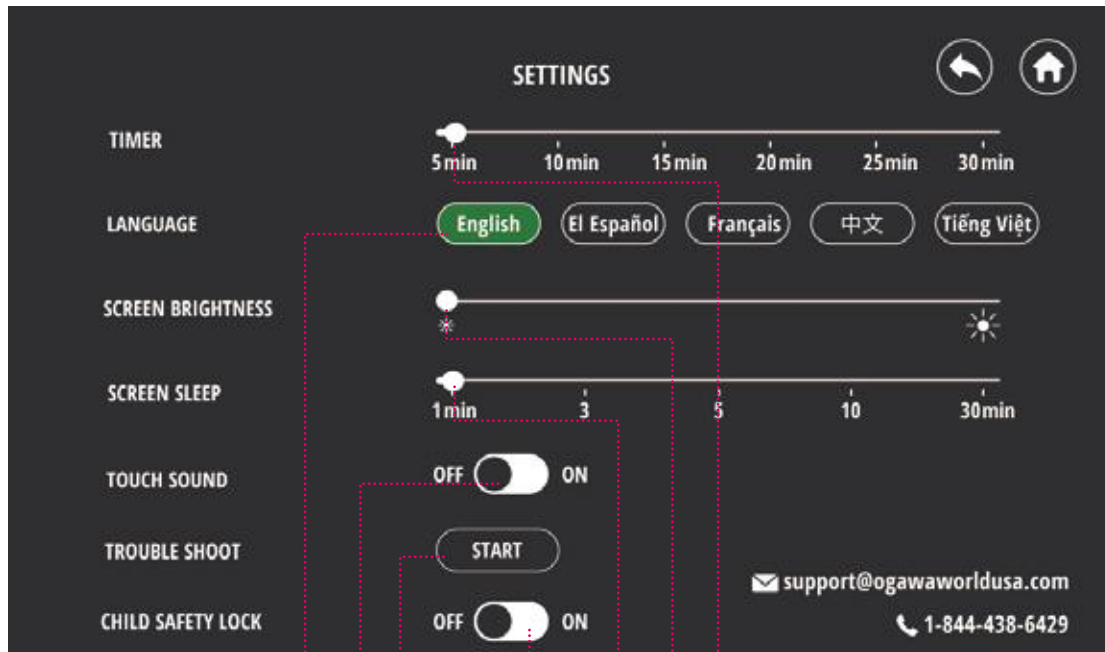 SETTINGS
TIMER
5 min 10 min 15 min 20 min 25 min 30 min
LANGUAGE English El Español Français 中文 Tiếng Việt
SCREEN BRIGHTNESS
SCREEN SLEEP
1 min 3 5 10 30 min
TOUCH SOUND OFF ON
TROUBLE SHOOT START
support@ogawaworldusa.com
CHILD SAFETY LOCK OFF ON 1-844-438-6429